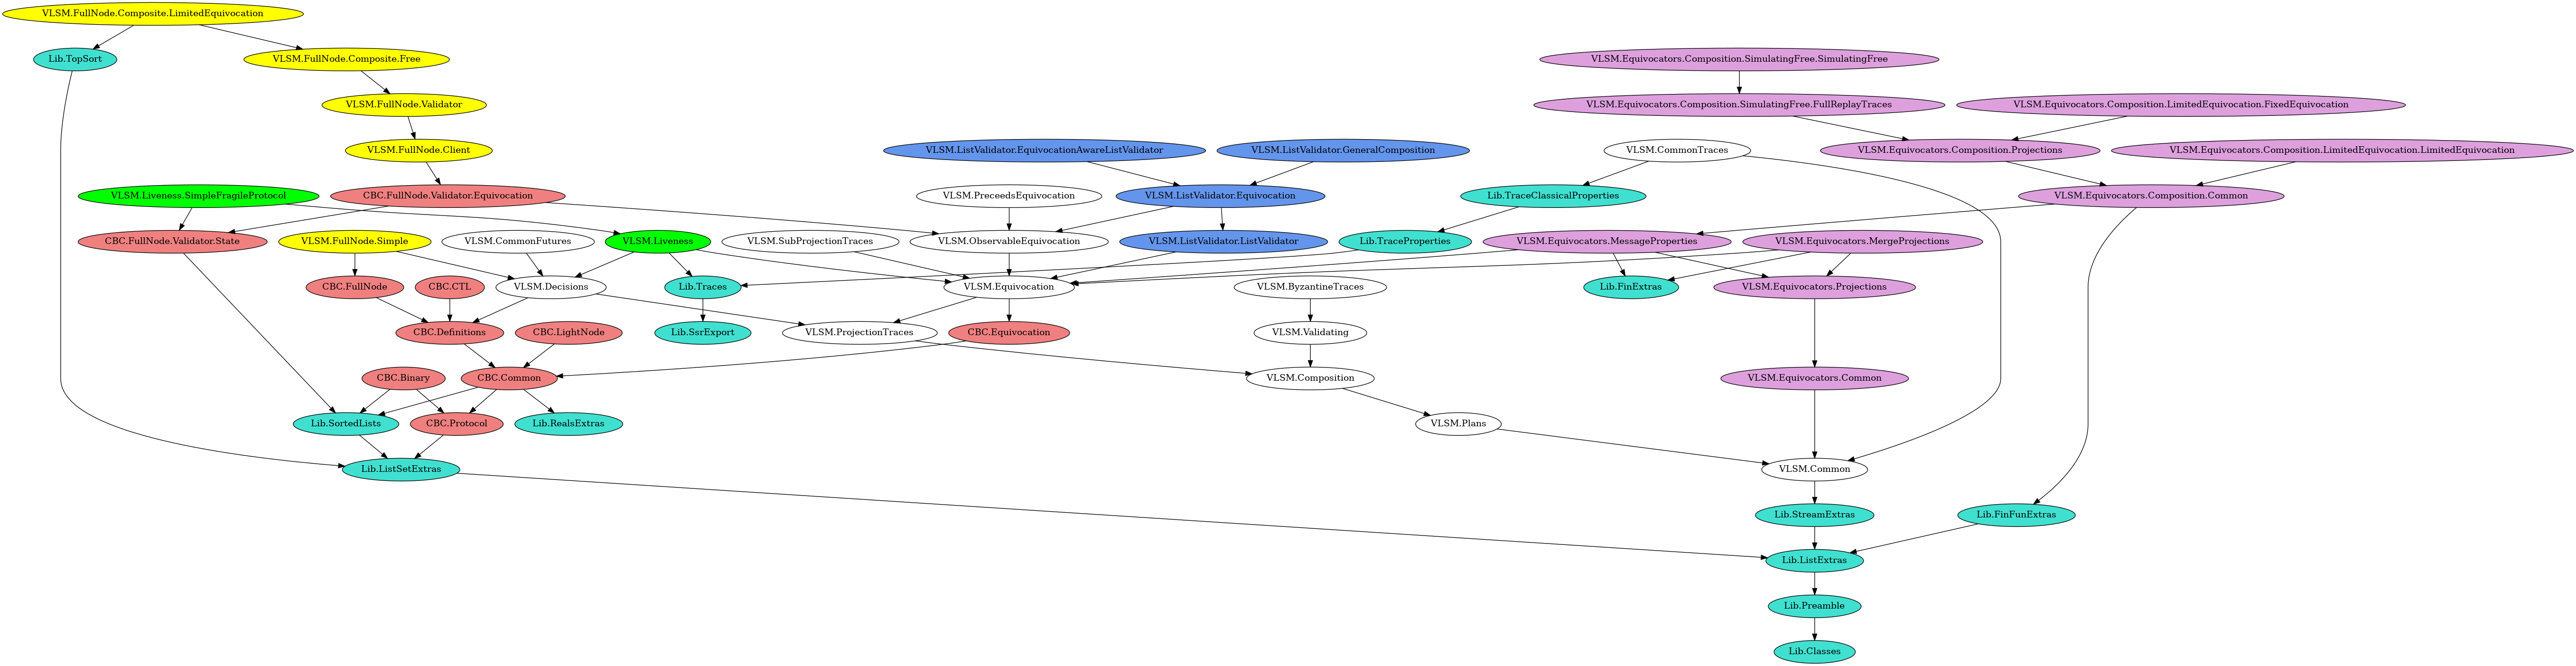 VLSM.FullNode.Composite.LimitedEquivocation
Lib.TopSort
VLSM.FullNode.Composite.Free
VLSM.Equivocators.Composition.SimulatingFree.SimulatingFree
VLSM.FullNode.Validator
VLSM.Equivocators.Composition.SimulatingFree.FullReplayTraces
VLSM.Equivocators.Composition.LimitedEquivocation.FixedEquivocation
VLSM.FullNode.Client
VLSM.ListValidator.EquivocationAwareListValidator
VLSM.ListValidator.GeneralComposition
VLSM.CommonTraces
VLSM.Equivocators.Composition.Projections
VLSM.Equivocators.Composition.LimitedEquivocation.LimitedEquivocation
VLSM.Liveness.SimpleFragileProtocol
CBC.FullNode.Validator.Equivocation
VLSM.PreceedsEquivocation
VLSM.ListValidator.Equivocation
Lib.TraceClassicalProperties
VLSM.Equivocators.Composition.Common
CBC.FullNode.Validator.State
VLSM.FullNode.Simple
VLSM.CommonFutures
VLSM.Liveness
VLSM.SubProjectionTraces
VLSM.ObservableEquivocation
VLSM.ListValidator.ListValidator
Lib.TraceProperties
VLSM.Equivocators.MessageProperties
VLSM.Equivocators.MergeProjections
CBC.FullNode
CBC.CTL
VLSM.Decisions
Lib.Traces
VLSM.Equivocation
VLSM.ByzantineTraces
Lib.FinExtras
VLSM.Equivocators.Projections
CBC.Definitions
CBC.LightNode
Lib.SsrExport
VLSM.ProjectionTraces
CBC.Equivocation
VLSM.Validating
CBC.Binary
CBC.Common
VLSM.Composition
VLSM.Equivocators.Common
Lib.SortedLists
CBC.Protocol
Lib.RealsExtras
VLSM.Plans
Lib.ListSetExtras
VLSM.Common
Lib.StreamExtras
Lib.FinFunExtras
Lib.ListExtras
Lib.Preamble
Lib.Classes